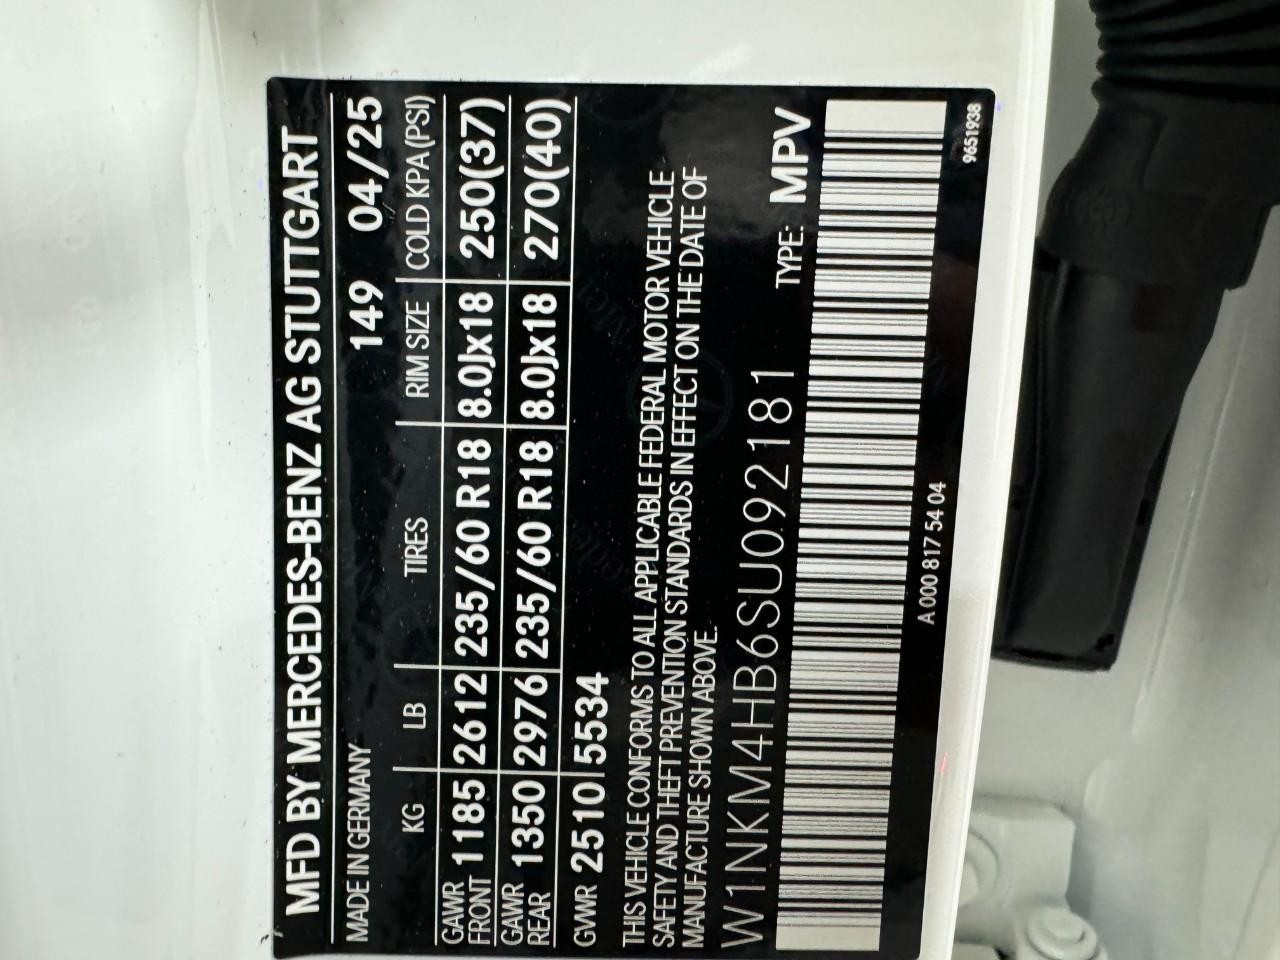 MFD BY MERCEDES-BENZ AG STUTTGART
MADE IN GERMANY 149 04/25
KG LB TIRES RIM SIZE COLD KPA (PSI)
GAWR FRONT 1185 2612 235/60 R18 8.0Jx18 250(37)
GAWR REAR 1350 2976 235/60 R18 8.0Jx18 270(40)
GVWR 2510 5534
THIS VEHICLE CONFORMS TO ALL APPLICABLE FEDERAL MOTOR VEHICLE
SAFETY AND THEFT PREVENTION STANDARDS IN EFFECT ON THE DATE OF
MANUFACTURE SHOWN ABOVE.
W1NKM4HB6SU092181 TYPE: MPV
A 000 817 54 04
9651938